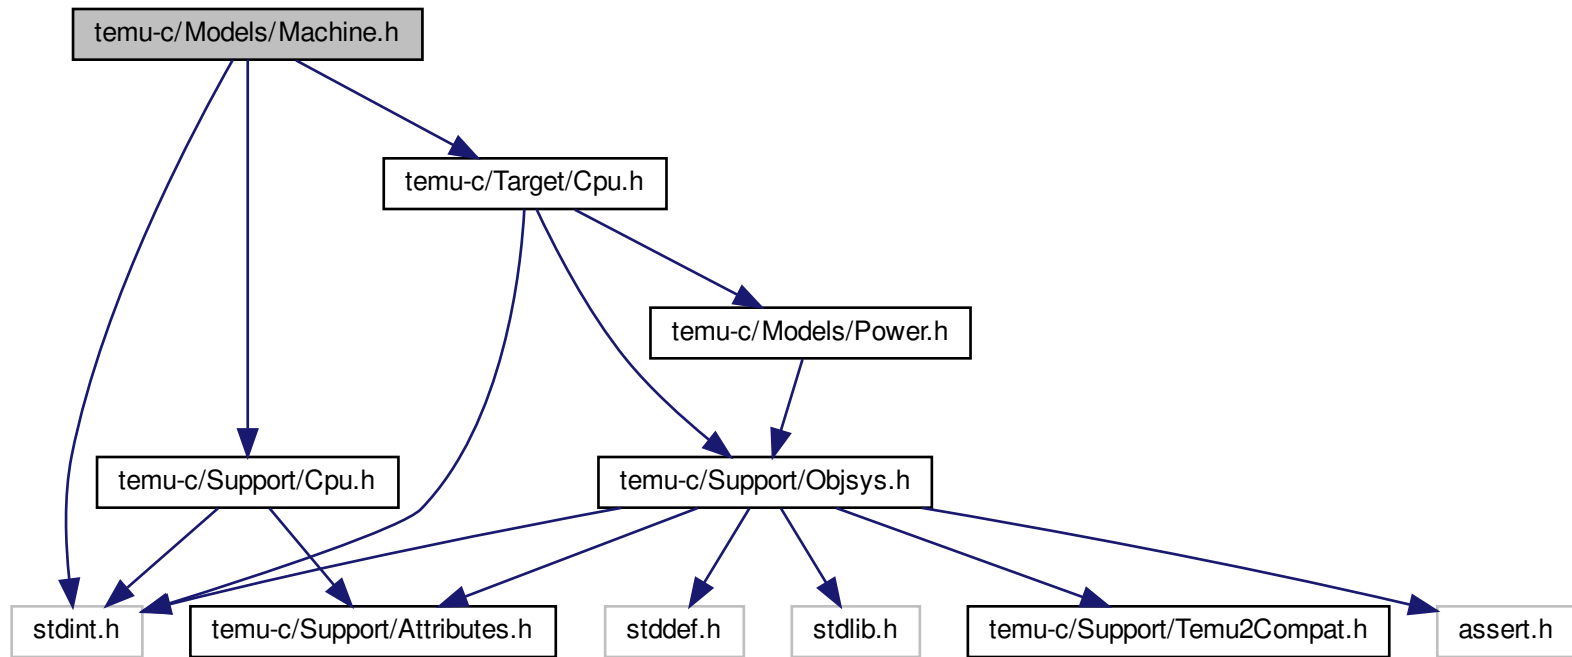 temu-c/Models/Machine.h
temu-c/Target/Cpu.h
temu-c/Models/Power.h
temu-c/Support/Cpu.h
temu-c/Support/Objsys.h
stdint.h
temu-c/Support/Attributes.h
stddef.h
stdlib.h
temu-c/Support/Temu2Compat.h
assert.h